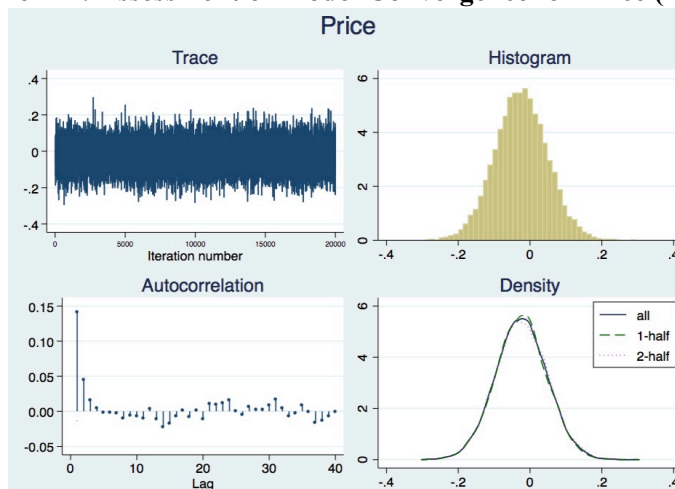 Price
Trace
.4
.2
0
-.2
-.4
0 5000 10000 15000 20000
Iteration number
Histogram
6
4
2
0
-.4 -.2 0 .2 .4
Autocorrelation
0.15
0.10
0.05
0.00
-0.05
0 10 20 30 40
Lag
Density
6
4
2
0
-.4 -.2 0 .2 .4
all
1-half
2-half